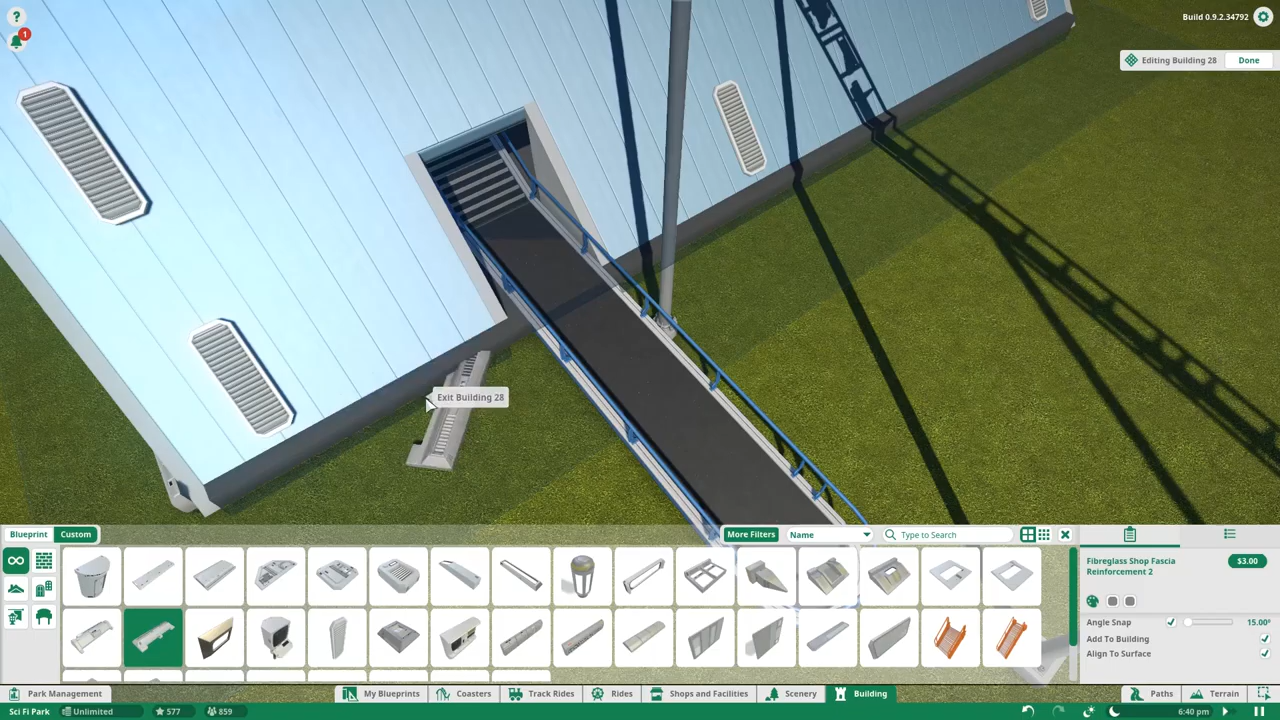 ?
1
Build 0.9.2.34792
Editing Building 28
Done
Exit Building 28
Blueprint
Custom
More Filters
Name
Type to Search
Fibreglass Shop Fascia
Reinforcement 2
$3.00
Angle Snap
15.00°
Add To Building
Align To Surface
Park Management
My Blueprints
Coasters
Track Rides
Rides
Shops and Facilities
Scenery
Building
Paths
Terrain
Sci Fi Park
Unlimited
577
859
6:40 pm